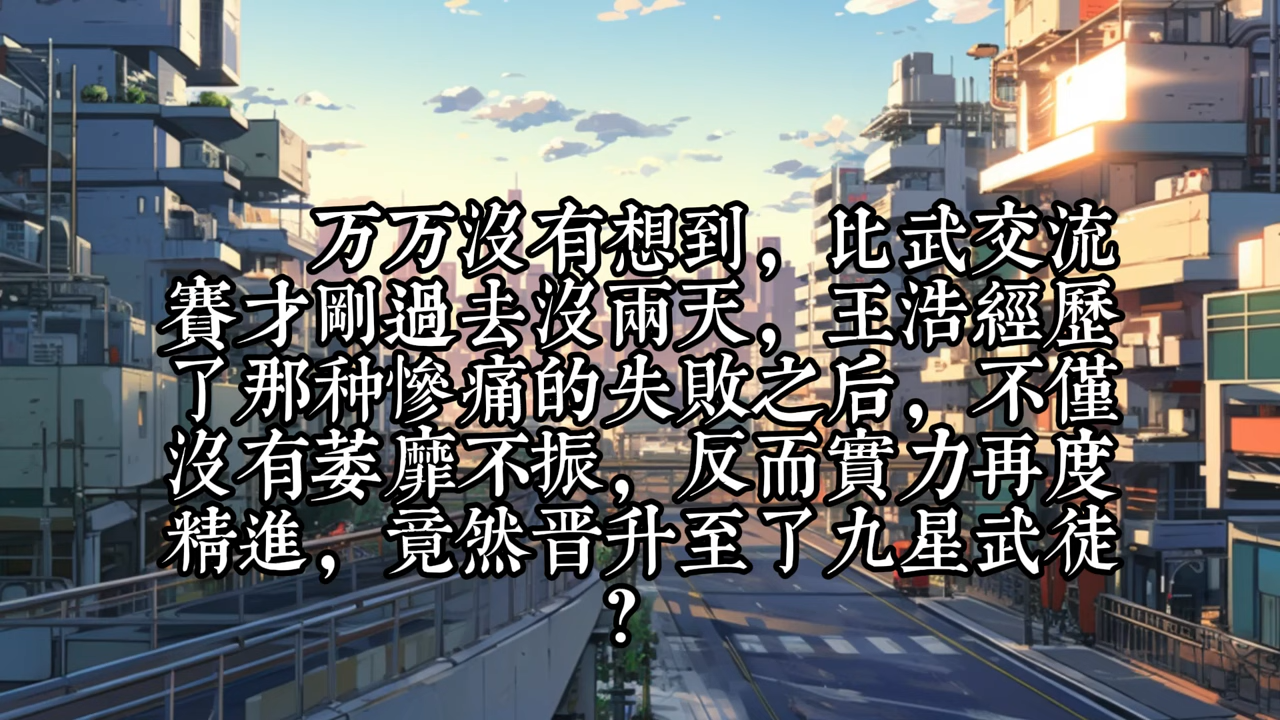 万万沒有想到，比武交流
賽才剛過去沒兩天，王浩經歷
了那种慘痛的失敗之后，不僅
沒有萎靡不振，反而實力再度
精進，竟然晋升至了九星武徒
？